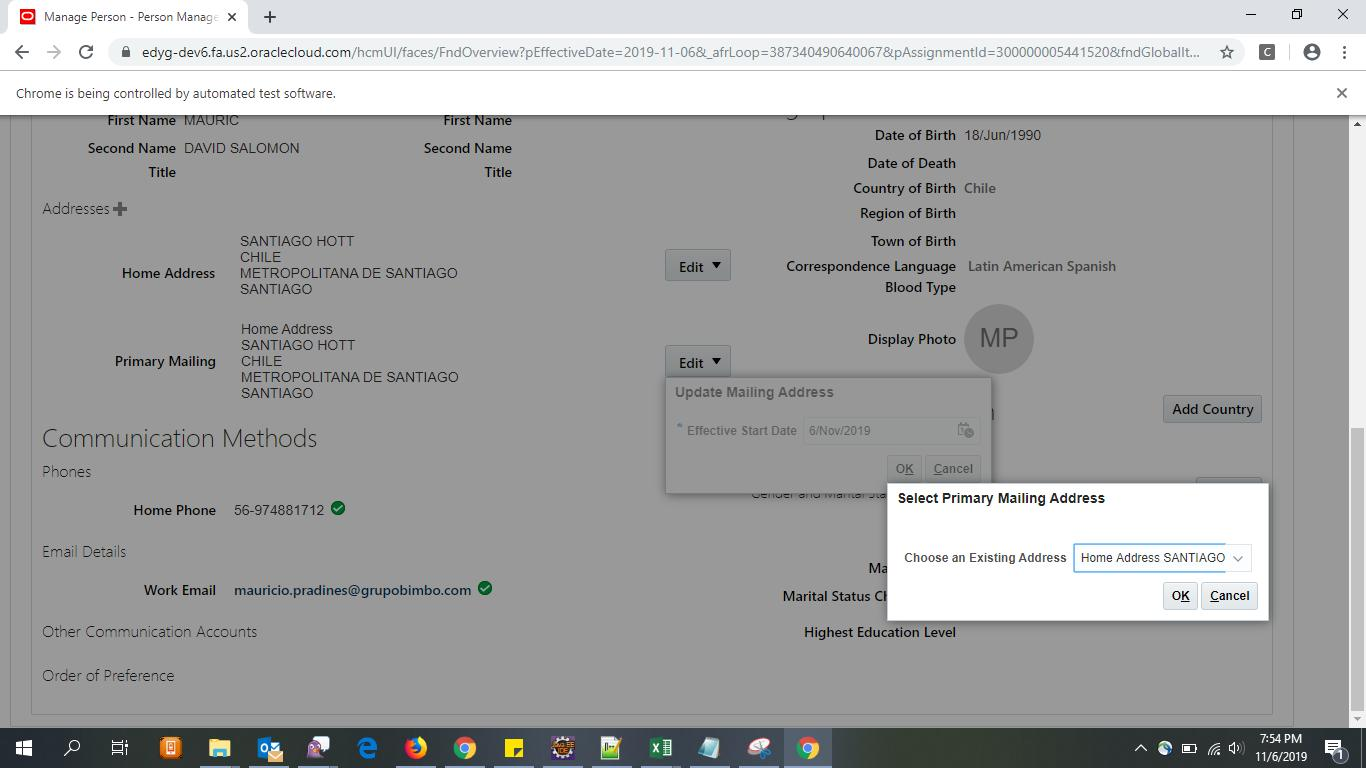 Manage Person - Person Manage
edyg-dev6.fa.us2.oraclecloud.com/hcmUI/faces/FndOverview?pEffectiveDate=2019-11-06&_afrLoop=387340490640067&pAssignmentId=300000005441520&fndGlobalIt...
C
Chrome is being controlled by automated test software.
First Name MAURIC
First Name
Second Name DAVID SALOMON
Second Name
Title
Title
Date of Birth 18/Jun/1990
Date of Death
Country of Birth Chile
Region of Birth
Town of Birth
Correspondence Language Latin American Spanish
Blood Type
Display Photo MP
Addresses
Home Address
SANTIAGO HOTT
CHILE
METROPOLITANA DE SANTIAGO
SANTIAGO
Edit
Primary Mailing
Home Address
SANTIAGO HOTT
CHILE
METROPOLITANA DE SANTIAGO
SANTIAGO
Edit
Update Mailing Address
* Effective Start Date 6/Nov/2019
OK Cancel
Add Country
Communication Methods
Phones
Home Phone 56-974881712
Email Details
Work Email mauricio.pradines@grupobimbo.com
Other Communication Accounts
Order of Preference
Gender and Marital Sta
Ma
Marital Status Ch
Highest Education Level
Select Primary Mailing Address
Choose an Existing Address Home Address SANTIAGO
OK Cancel
7:54 PM
11/6/2019
1